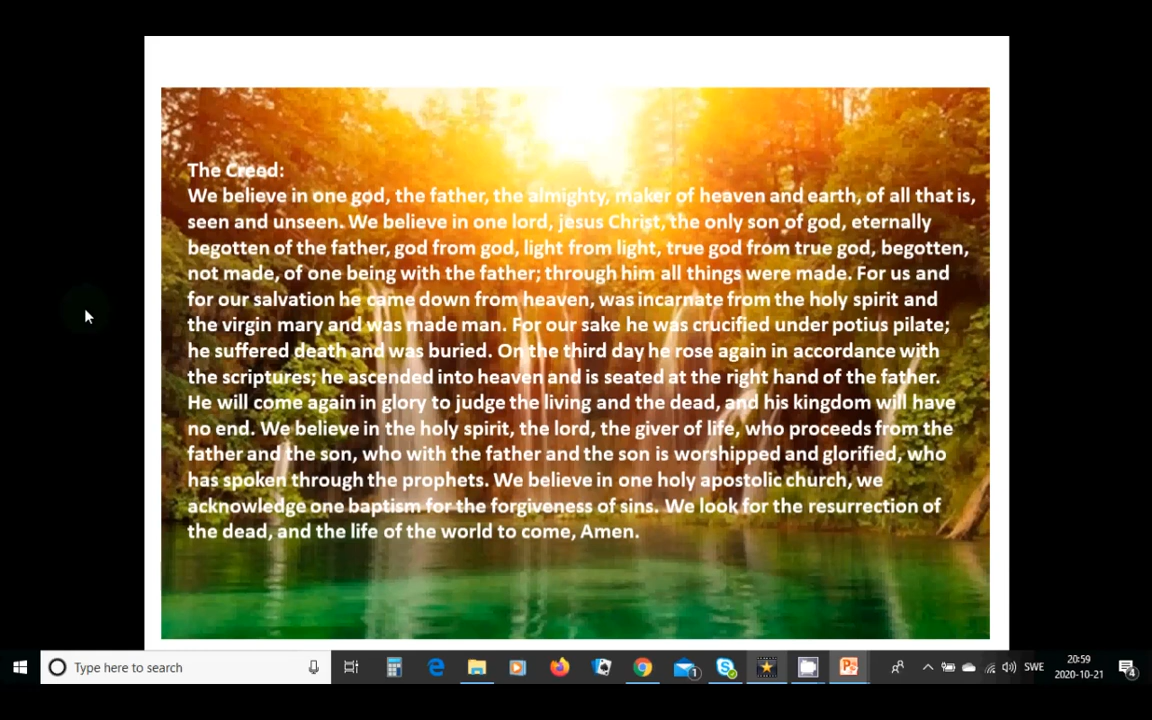 The Creed:
We believe in one god, the father, the almighty, maker of heaven and earth, of all that is,
seen and unseen. We believe in one lord, jesus Christ, the only son of god, eternally
begotten of the father, god from god, light from light, true god from true god, begotten,
not made, of one being with the father; through him all things were made. For us and
for our salvation he came down from heaven, was incarnate from the holy spirit and
the virgin mary and was made man. For our sake he was crucified under potius pilate;
he suffered death and was buried. On the third day he rose again in accordance with
the scriptures; he ascended into heaven and is seated at the right hand of the father.
He will come again in glory to judge the living and the dead, and his kingdom will have
no end. We believe in the holy spirit, the lord, the giver of life, who proceeds from the
father and the son, who with the father and the son is worshipped and glorified, who
has spoken through the prophets. We believe in one holy apostolic church, we
acknowledge one baptism for the forgiveness of sins. We look for the resurrection of
the dead, and the life of the world to come, Amen.
Type here to search
1
SWE
20:59
2020-10-21
4